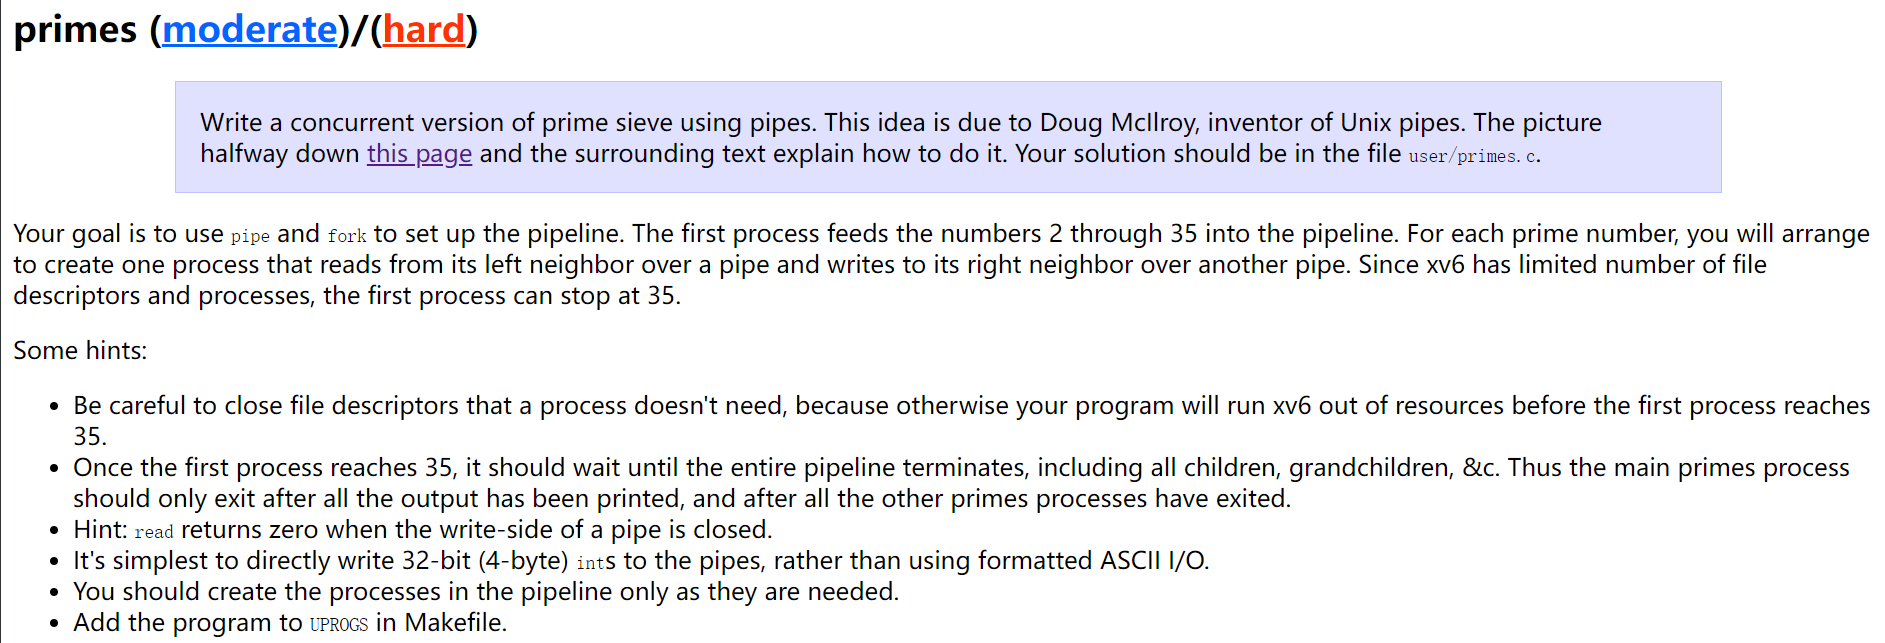 primes (moderate)/(hard)
Write a concurrent version of prime sieve using pipes. This idea is due to Doug McIlroy, inventor of Unix pipes. The picture
halfway down this page and the surrounding text explain how to do it. Your solution should be in the file user/primes.c.
Your goal is to use pipe and fork to set up the pipeline. The first process feeds the numbers 2 through 35 into the pipeline. For each prime number, you will arrange
to create one process that reads from its left neighbor over a pipe and writes to its right neighbor over another pipe. Since xv6 has limited number of file
descriptors and processes, the first process can stop at 35.
Some hints:
• Be careful to close file descriptors that a process doesn't need, because otherwise your program will run xv6 out of resources before the first process reaches
35.
• Once the first process reaches 35, it should wait until the entire pipeline terminates, including all children, grandchildren, &c. Thus the main primes process
should only exit after all the output has been printed, and after all the other primes processes have exited.
• Hint: read returns zero when the write-side of a pipe is closed.
• It's simplest to directly write 32-bit (4-byte) ints to the pipes, rather than using formatted ASCII I/O.
• You should create the processes in the pipeline only as they are needed.
• Add the program to UPROGS in Makefile.